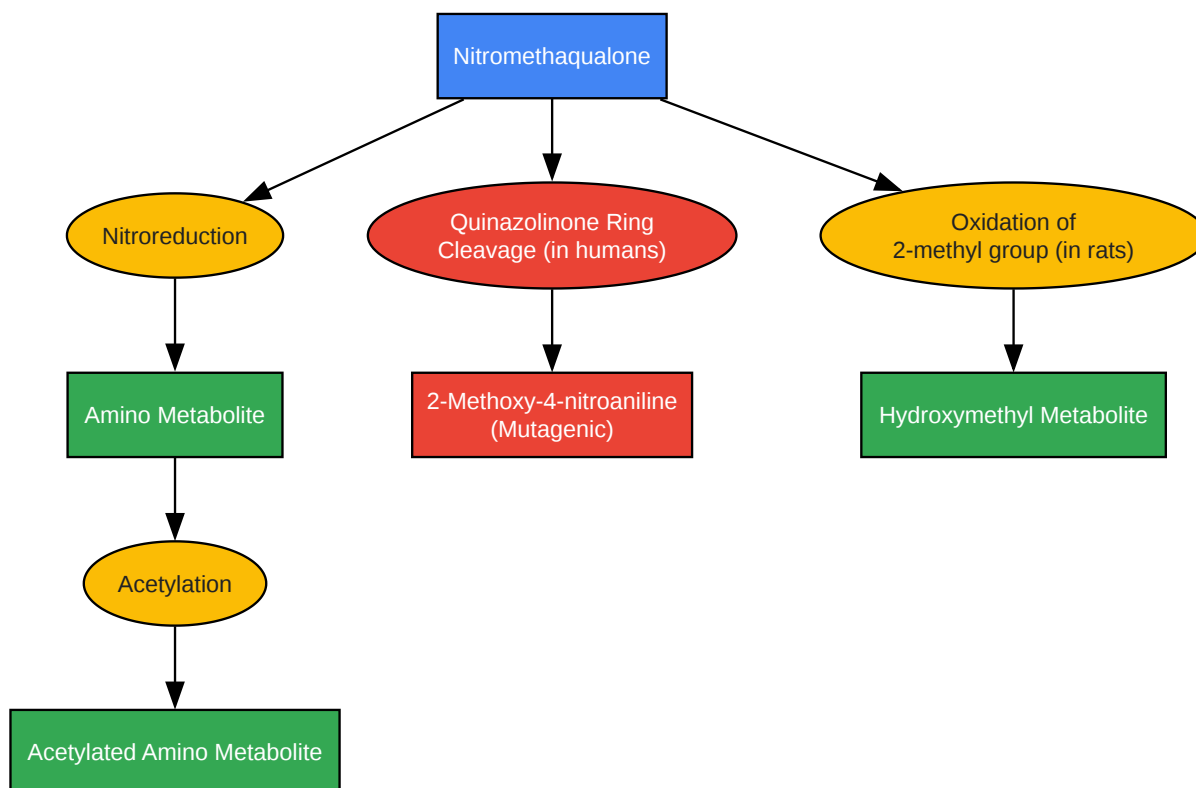 Nitromethaqualone
Nitroreduction
Quinazolinone Ring
Cleavage (in humans)
Oxidation of
2-methyl group (in rats)
Amino Metabolite
2-Methoxy-4-nitroaniline
(Mutagenic)
Hydroxymethyl Metabolite
Acetylation
Acetylated Amino Metabolite